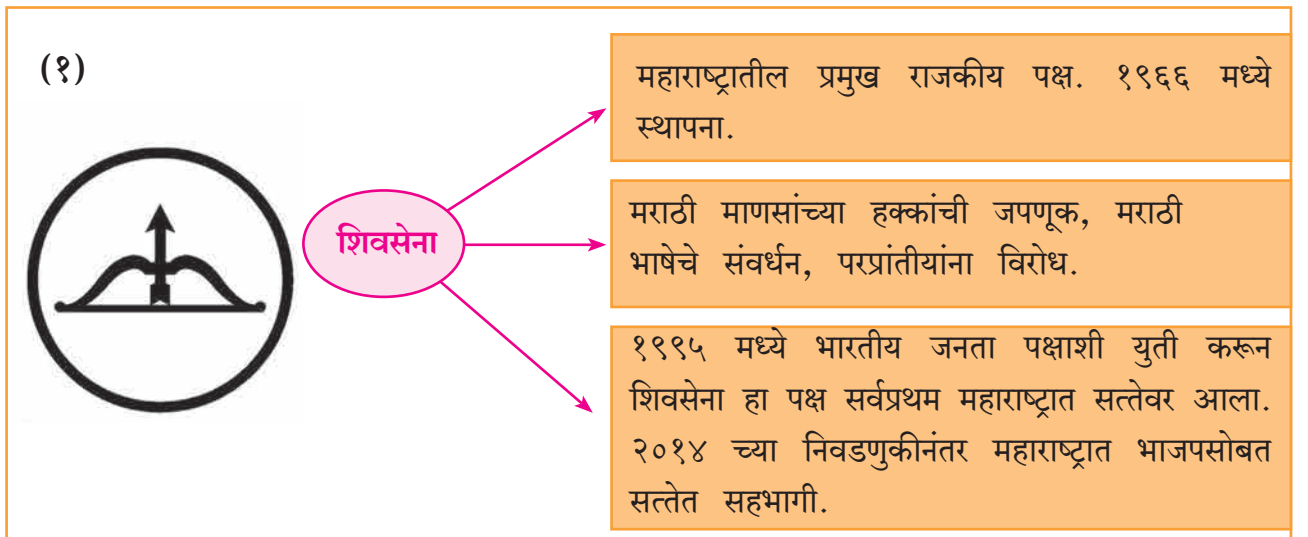 (१)
महाराष्ट्रातील प्रमुख राजकीय पक्ष. १९६६ मध्ये
स्थापना.
शिवसेना
मराठी माणसांच्या हक्कांची जपणूक, मराठी
भाषेचे संवर्धन, परप्रांतीयांना विरोध.
१९९५ मध्ये भारतीय जनता पक्षाशी युती करून
शिवसेना हा पक्ष सर्वप्रथम महाराष्ट्रात सत्तेवर आला.
२०१४ च्या निवडणुकीनंतर महाराष्ट्रात भाजपसोबत
सत्तेत सहभागी.